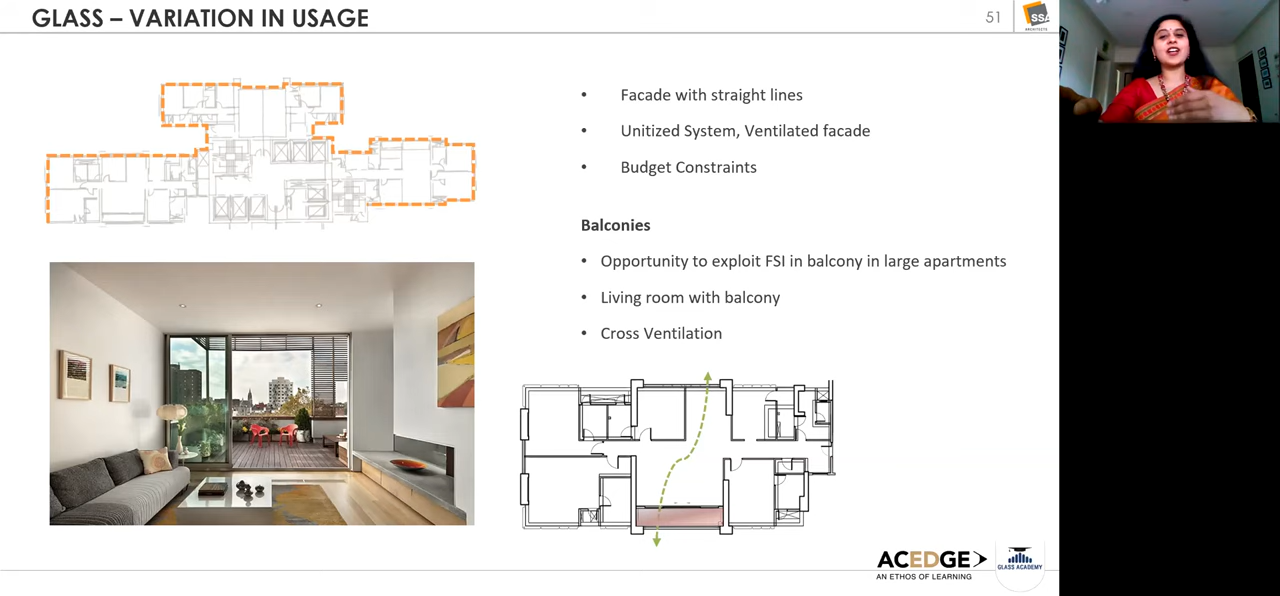 GLASS – VARIATION IN USAGE
51
SSA
ARCHITECTS
• Facade with straight lines
• Unitized System, Ventilated facade
• Budget Constraints
Balconies
• Opportunity to exploit FSI in balcony in large apartments
• Living room with balcony
• Cross Ventilation
ACEDGE
AN ETHOS OF LEARNING
GLASS ACADEMY